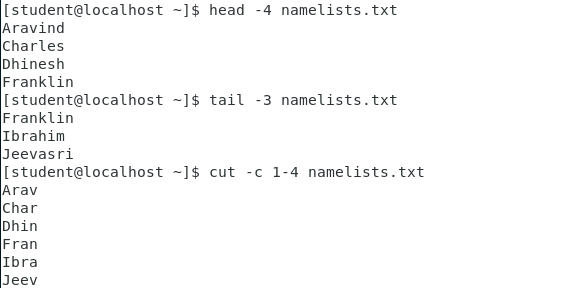 [student@localhost ~]$ head -4 namelists.txt
Aravind
Charles
Dhinesh
Franklin
[student@localhost ~]$ tail -3 namelists.txt
Franklin
Ibrahim
Jeevasri
[student@localhost ~]$ cut -c 1-4 namelists.txt
Arav
Char
Dhin
Fran
Ibra
Jeev